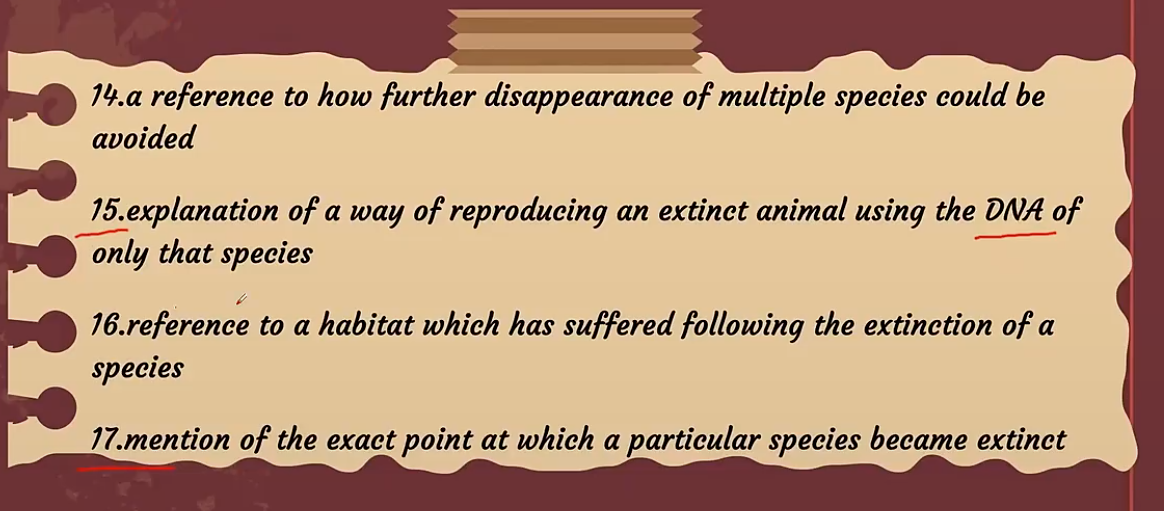 14.a reference to how further disappearance of multiple species could be
avoided
15.explanation of a way of reproducing an extinct animal using the DNA of
only that species
16.reference to a habitat which has suffered following the extinction of a
species
17.mention of the exact point at which a particular species became extinct